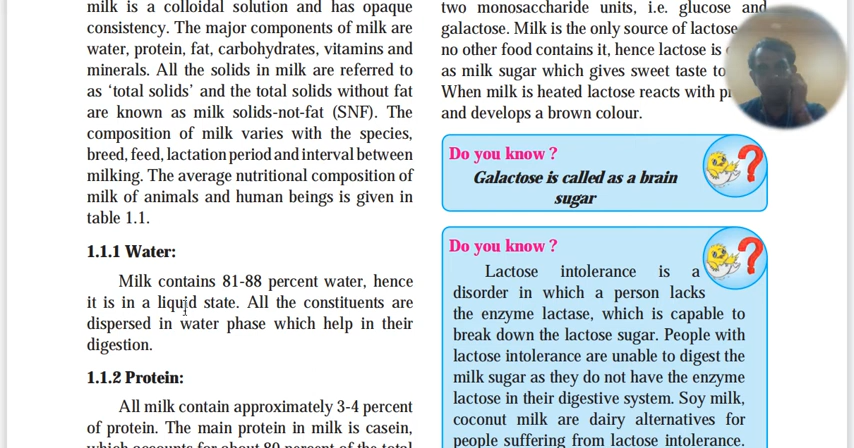 milk is a colloidal solution and has opaque
consistency. The major components of milk are
water, protein, fat, carbohydrates, vitamins and
minerals. All the solids in milk are referred to
as ‘total solids’ and the total solids without fat
are known as milk solids-not-fat (SNF). The
composition of milk varies with the species,
breed, feed, lactation period and interval between
milking. The average nutritional composition of
milk of animals and human beings is given in
table 1.1.
1.1.1 Water:
Milk contains 81-88 percent water, hence
it is in a liquid state. All the constituents are
dispersed in water phase which help in their
digestion.
1.1.2 Protein:
All milk contain approximately 3-4 percent
of protein. The main protein in milk is casein,
which accounts for about 80 percent of the total
two monosaccharide units, i.e. glucose and
galactose. Milk is the only source of lactose
no other food contains it, hence lactose is
as milk sugar which gives sweet taste to
When milk is heated lactose reacts with
and develops a brown colour.
Do you know ?
Galactose is called as a brain
sugar
Do you know ?
Lactose intolerance is a
disorder in which a person lacks
the enzyme lactase, which is capable to
break down the lactose sugar. People with
lactose intolerance are unable to digest the
milk sugar as they do not have the enzyme
lactase in their digestive system. Soy milk,
coconut milk are dairy alternatives for
people suffering from lactose intolerance.